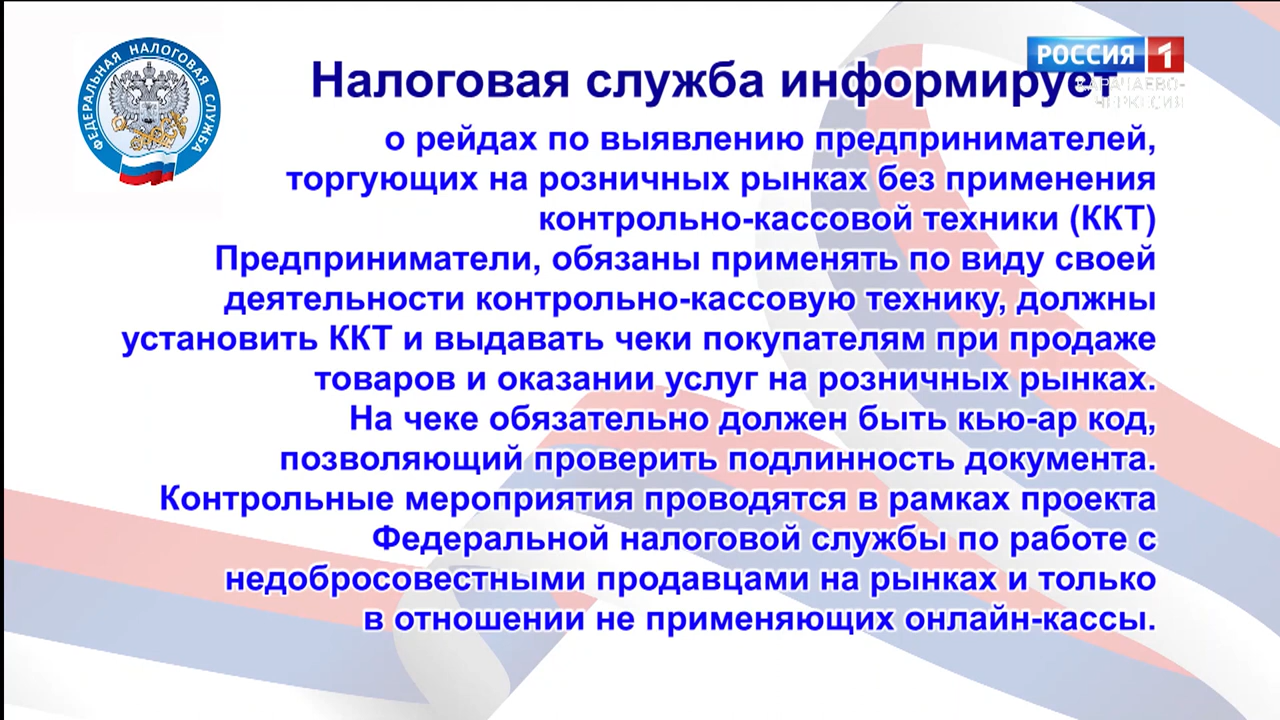 ФЕДЕРАЛЬНАЯ НАЛОГОВАЯ СЛУЖБА
РОССИЯ 1
КАРАЧАЕВО-
ЧЕРКЕСИЯ
Налоговая служба информирует
о рейдах по выявлению предпринимателей,
торгующих на розничных рынках без применения
контрольно-кассовой техники (ККТ)
Предприниматели, обязаны применять по виду своей
деятельности контрольно-кассовую технику, должны
установить ККТ и выдавать чеки покупателям при продаже
товаров и оказании услуг на розничных рынках.
На чеке обязательно должен быть кью-ар код,
позволяющий проверить подлинность документа.
Контрольные мероприятия проводятся в рамках проекта
Федеральной налоговой службы по работе с
недобросовестными продавцами на рынках и только
в отношении не применяющих онлайн-кассы.